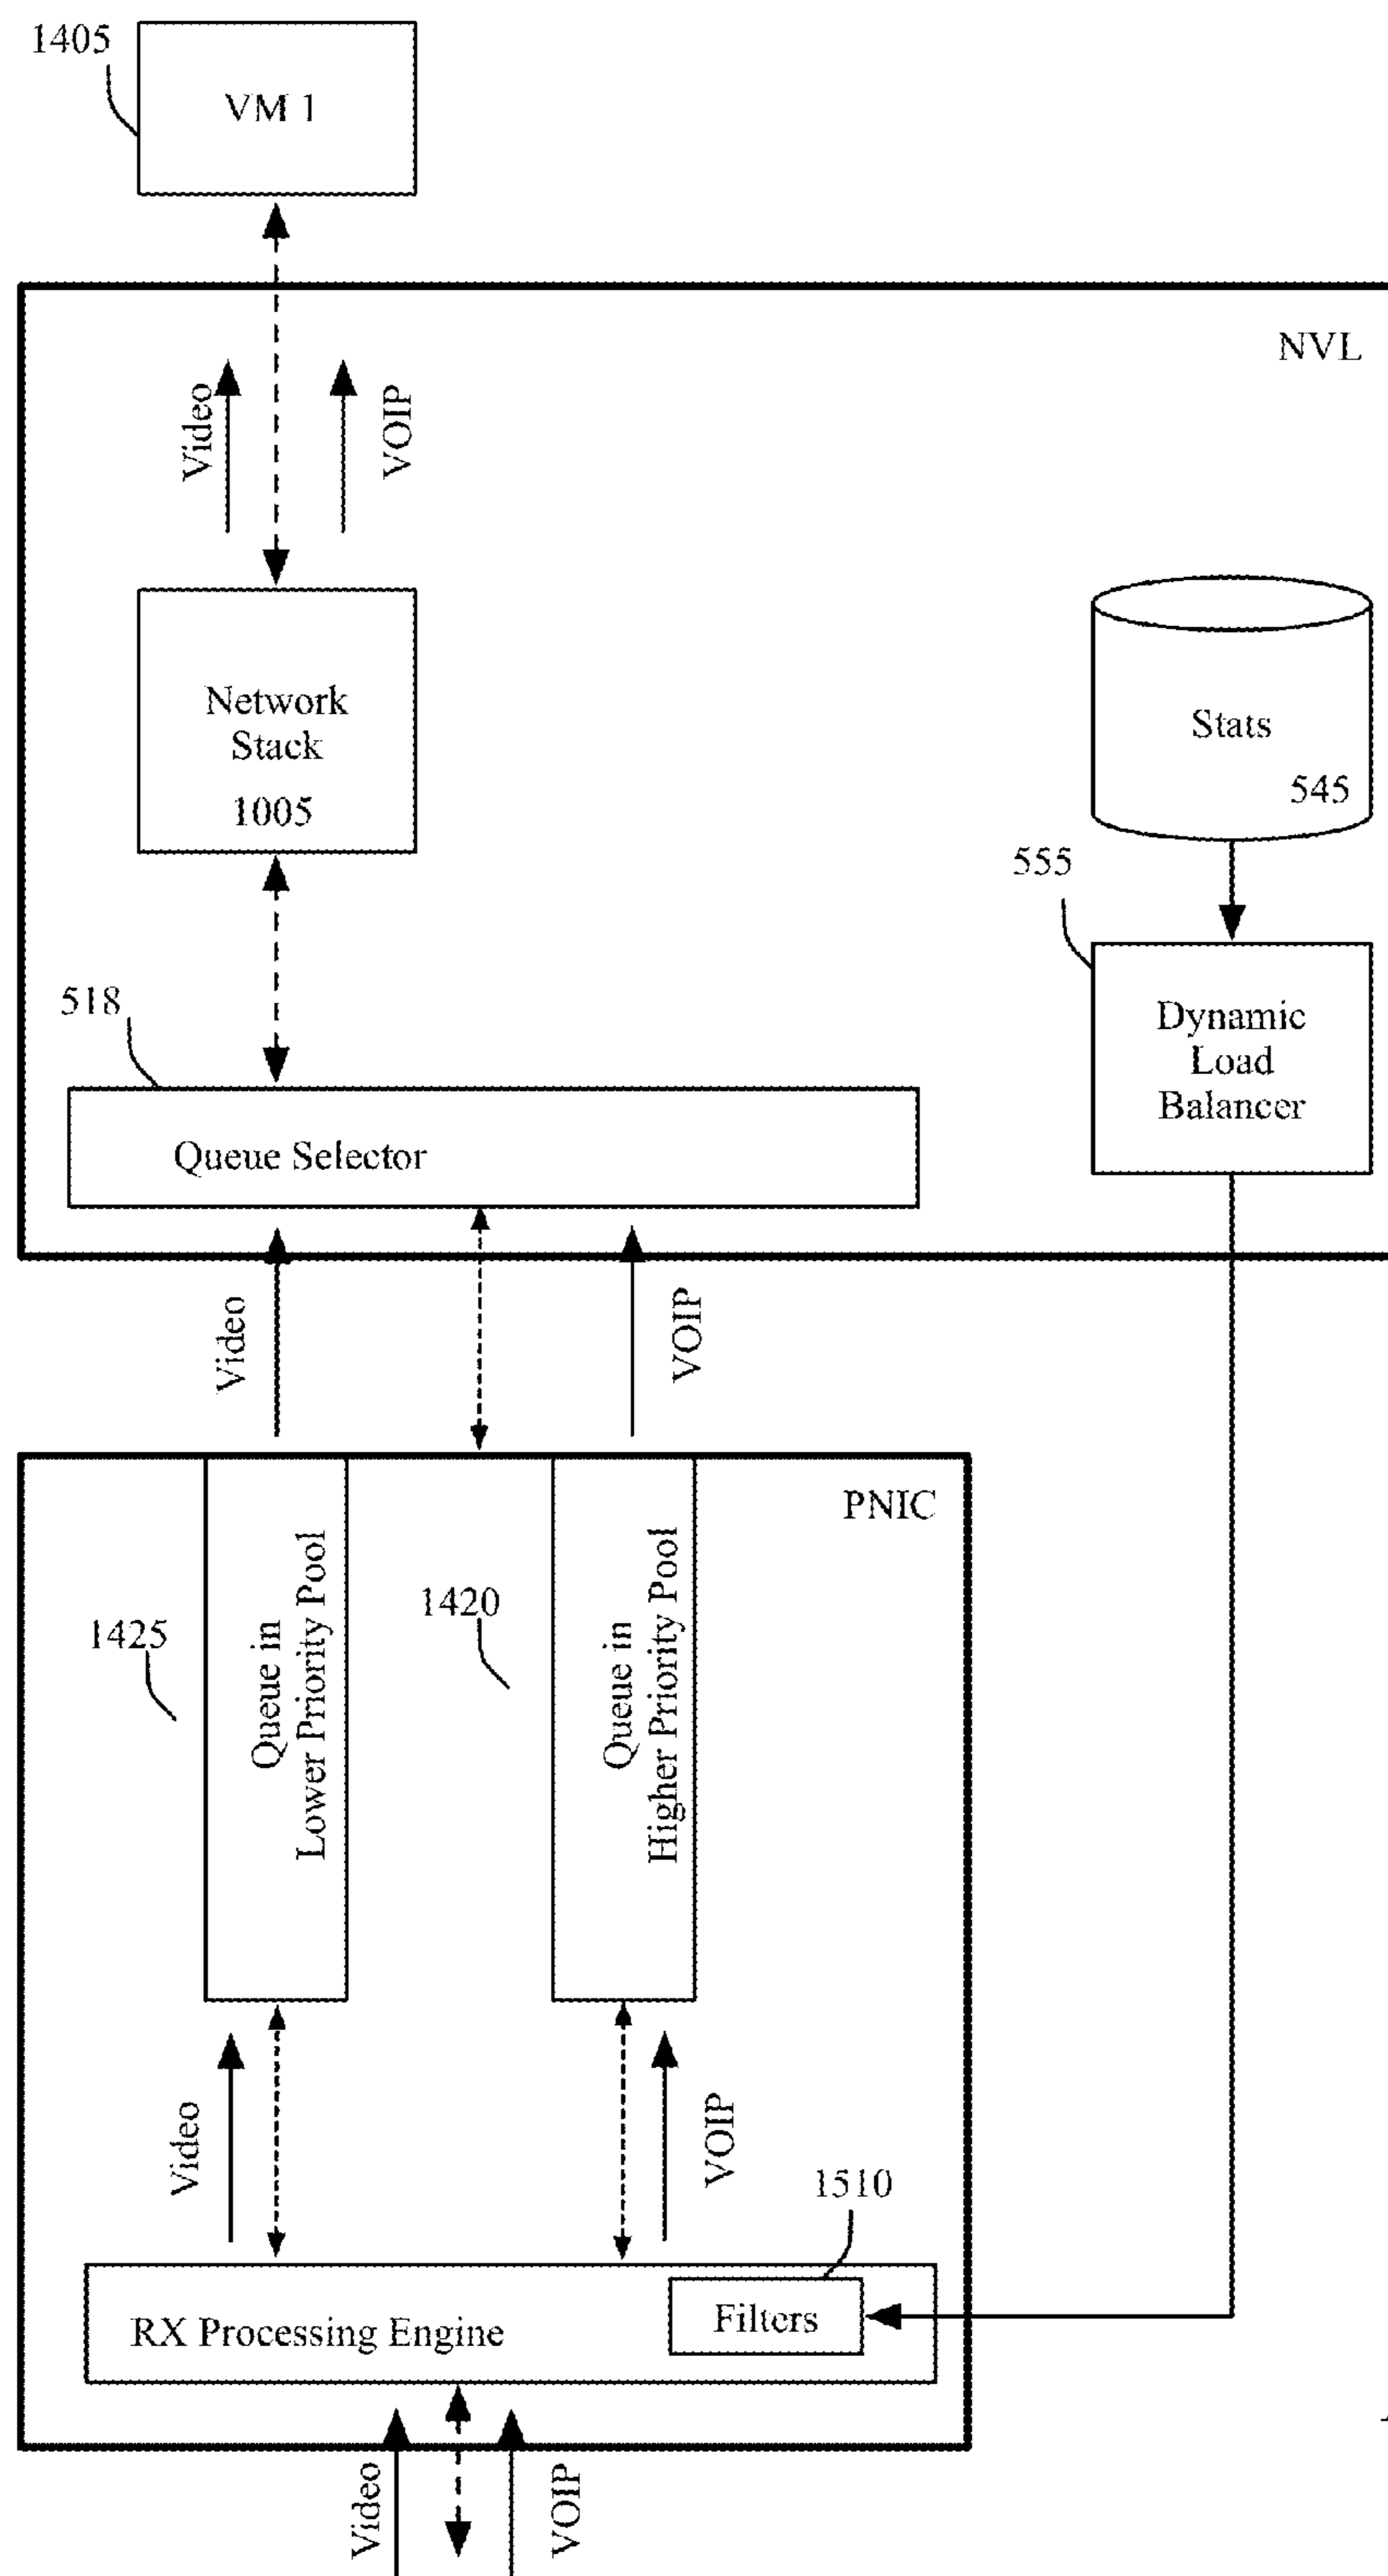 1405
VM 1
NVL
Video
VOIP
Network
Stack
1005
Stats
545
555
Dynamic
Load
Balancer
518
Queue Selector
Video
VOIP
PNIC
1425
Queue in
Lower Priority Pool
1420
Queue in
Higher Priority Pool
Video
VOIP
1510
RX Processing Engine
Filters
Video
VOIP